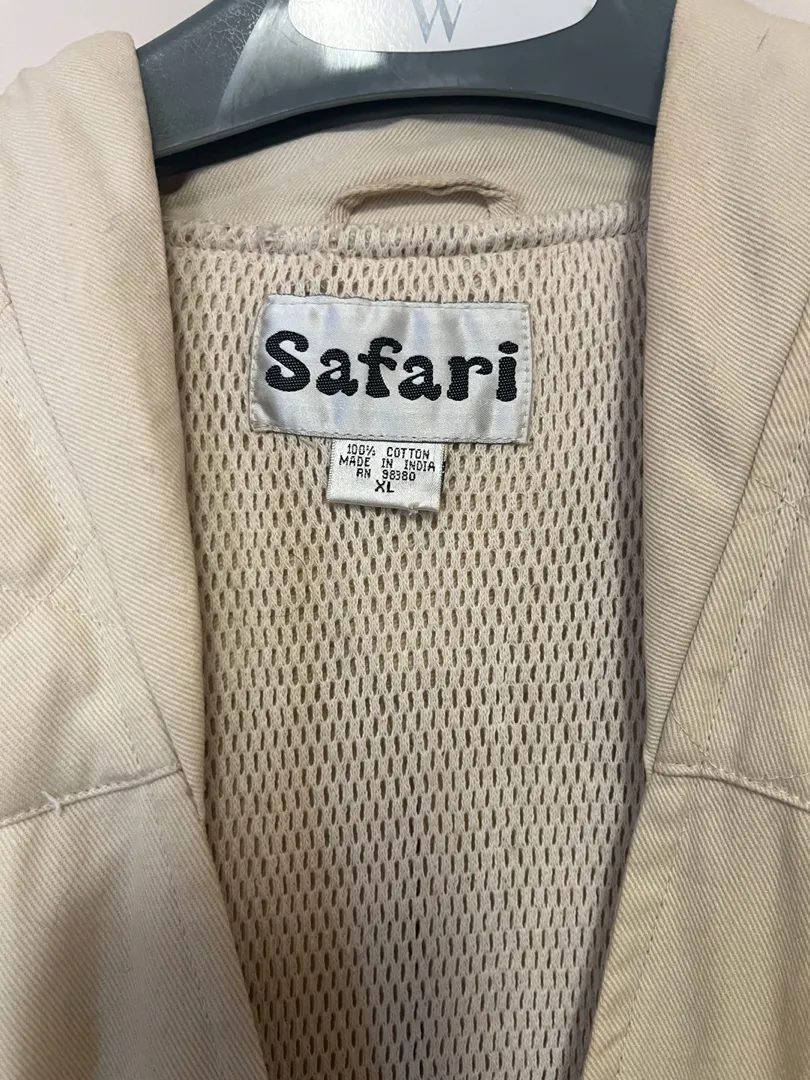 W
Safari
100% COTTON
MADE IN INDIA
RN 98380
XL